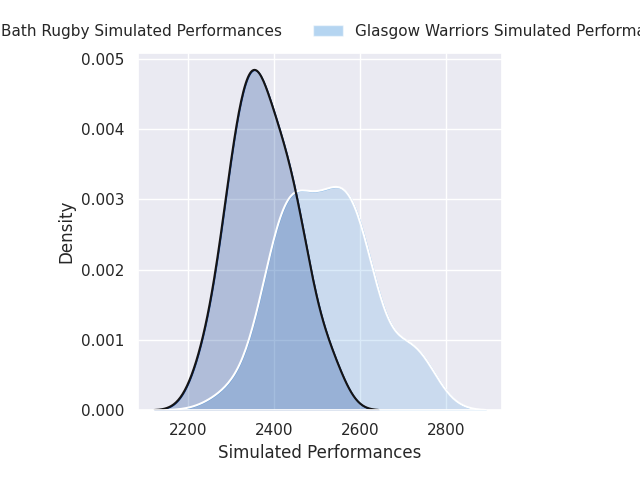 Bath Rugby Simulated Performances
Glasgow Warriors Simulated Performa
0.005
0.004
0.003
0.002
0.001
0.000
Density
2200 2400 2600 2800
Simulated Performances